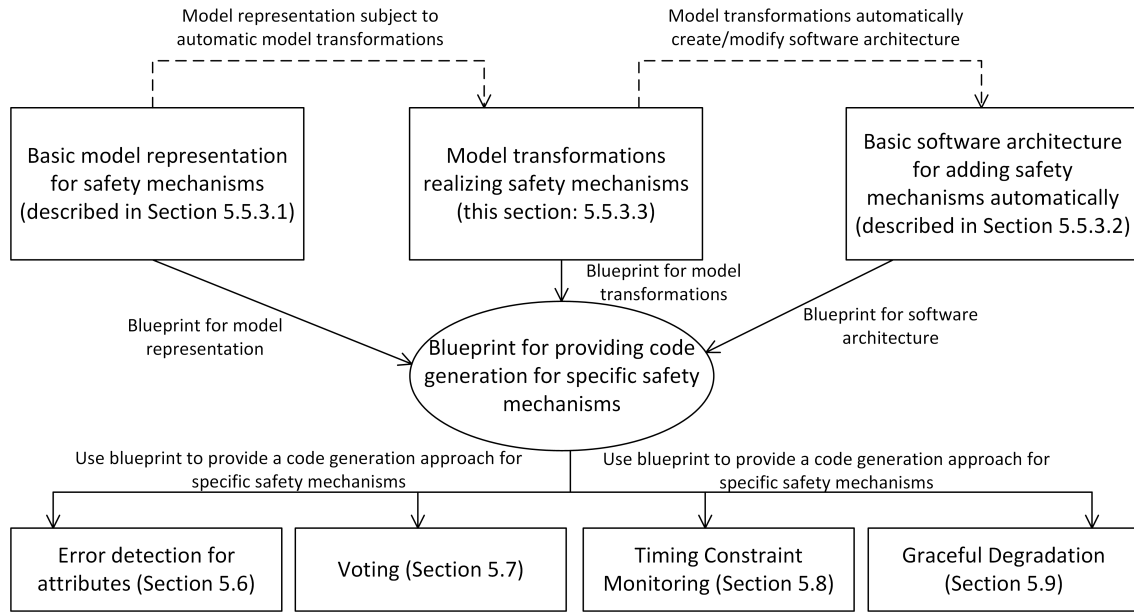 Model representation subject to
automatic model transformations
Model transformations automatically
create/modify software architecture
Basic model representation
for safety mechanisms
(described in Section 5.5.3.1)
Model transformations
realizing safety mechanisms
(this section: 5.5.3.3)
Basic software architecture
for adding safety
mechanisms automatically
(described in Section 5.5.3.2)
Blueprint for model
representation
Blueprint for model
transformations
Blueprint for software
architecture
Blueprint for providing code
generation for specific safety
mechanisms
Use blueprint to provide a code generation approach for
specific safety mechanisms
Use blueprint to provide a code generation approach for
specific safety mechanisms
Error detection for
attributes (Section 5.6)
Voting (Section 5.7)
Timing Constraint
Monitoring (Section 5.8)
Graceful Degradation
(Section 5.9)